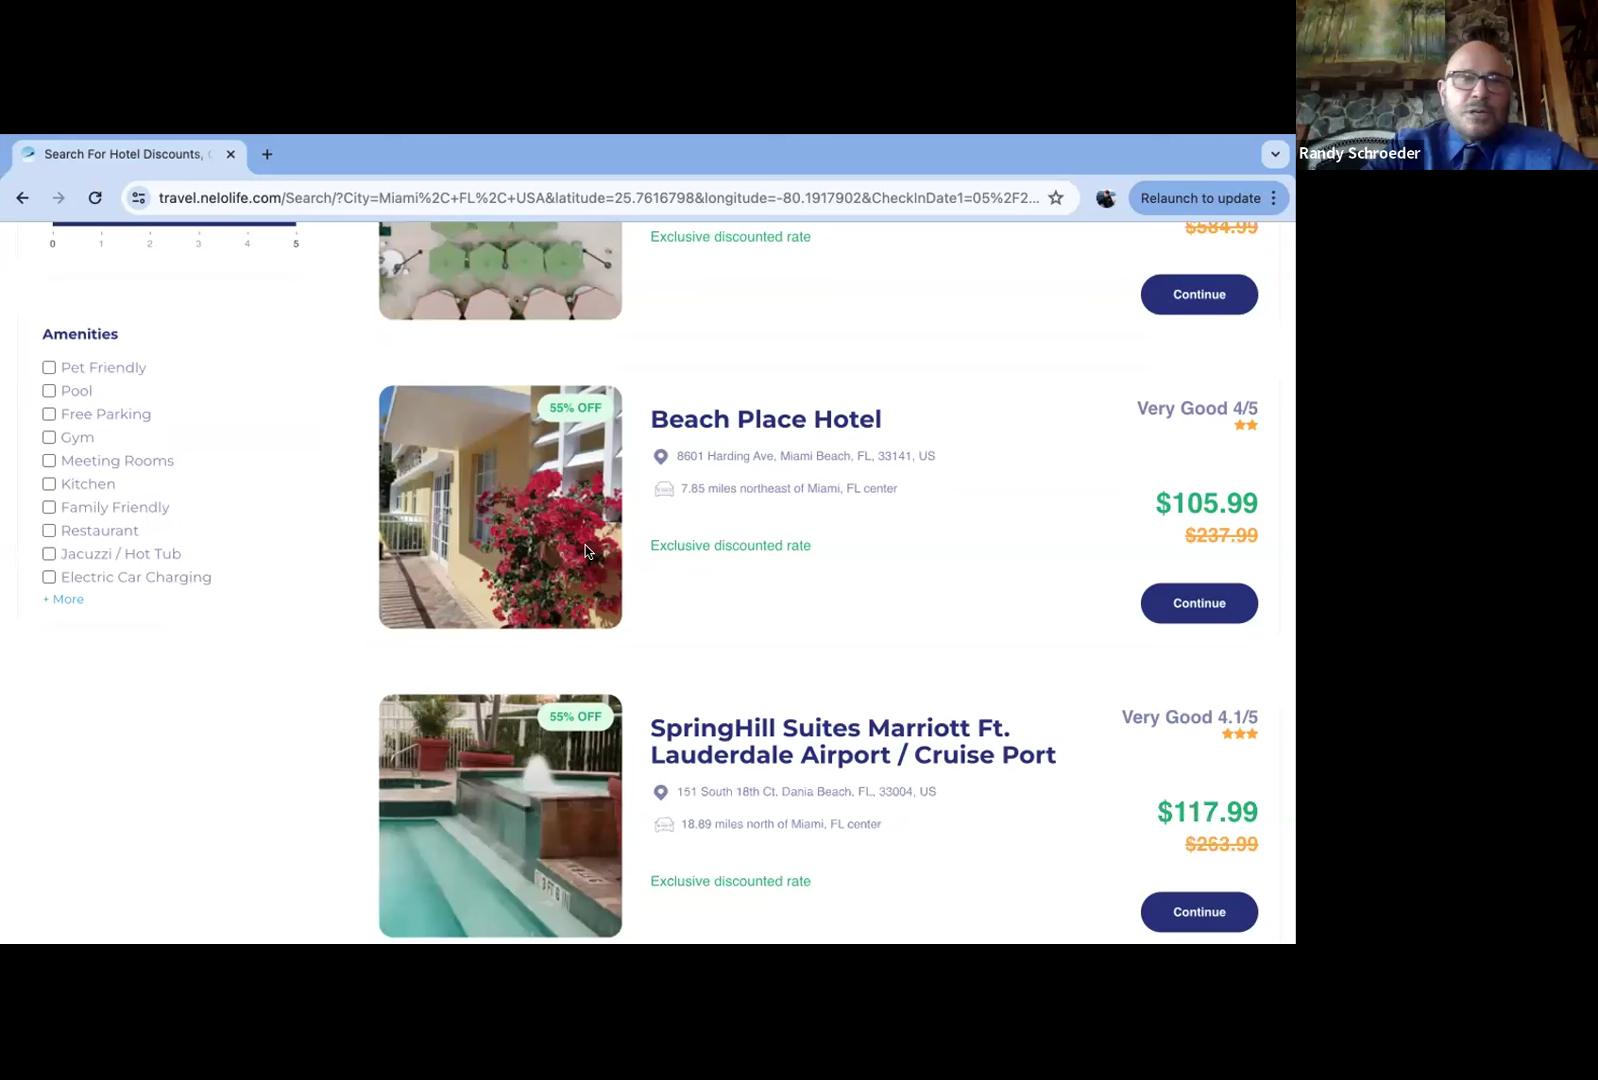 Randy Schroeder
Search For Hotel Discounts,
travel.nelolife.com/Search/?City=Miami%2C+FL%2C+USA&latitude=25.7616798&longitude=-80.1917902&CheckInDate1=05%2F2...
Relaunch to update
0 1 2 3 4 5
Exclusive discounted rate
$584.99
Continue
Amenities
Pet Friendly
Pool
Free Parking
Gym
Meeting Rooms
Kitchen
Family Friendly
Restaurant
Jacuzzi / Hot Tub
Electric Car Charging
+ More
55% OFF
Beach Place Hotel
8601 Harding Ave, Miami Beach, FL, 33141, US
7.85 miles northeast of Miami, FL center
Exclusive discounted rate
Very Good 4/5
$105.99
$237.99
Continue
55% OFF
SpringHill Suites Marriott Ft.
Lauderdale Airport / Cruise Port
151 South 18th Ct, Dania Beach, FL, 33004, US
18.89 miles north of Miami, FL center
Exclusive discounted rate
Very Good 4.1/5
$117.99
$263.99
Continue